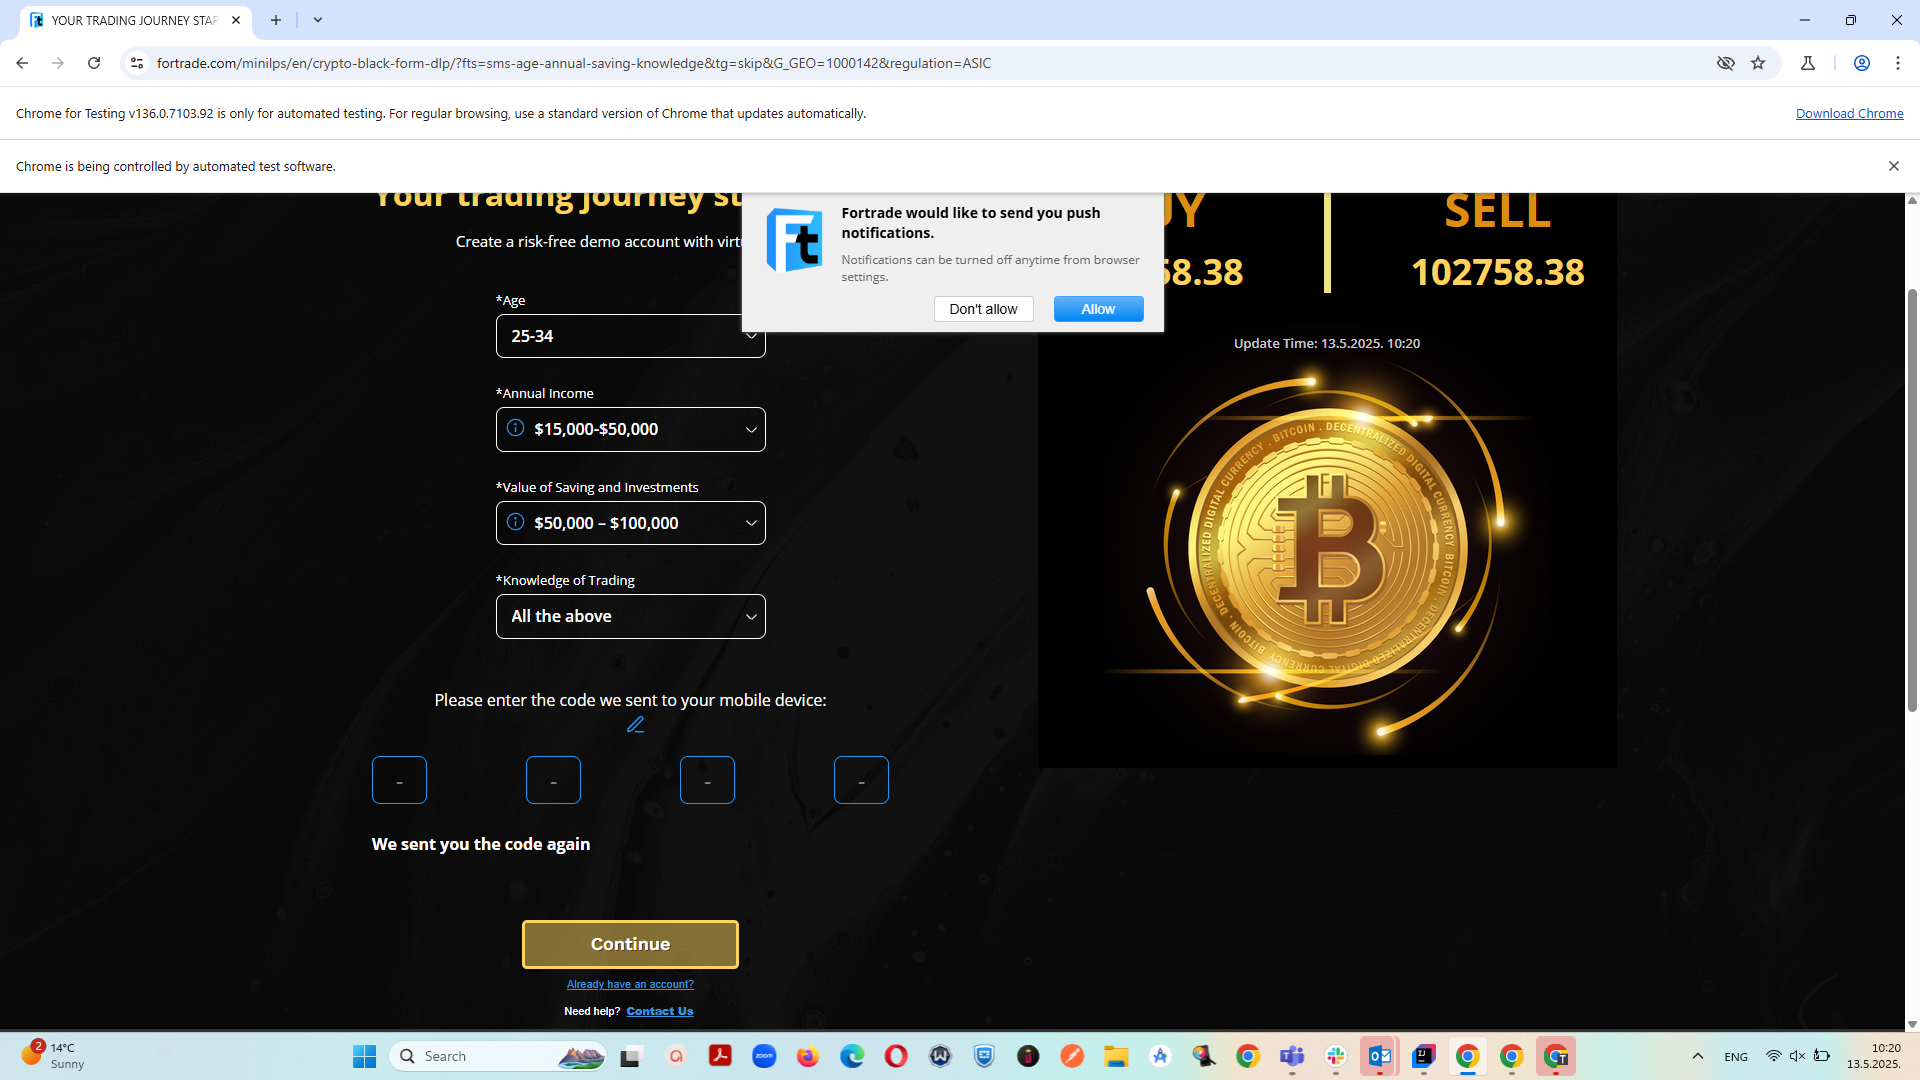 YOUR TRADING JOURNEY STAR
fortrade.com/minilps/en/crypto-black-form-dlp/?fts=sms-age-annual-saving-knowledge&tg=skip&G_GEO=1000142&regulation=ASIC
Chrome for Testing v136.0.7103.92 is only for automated testing. For regular browsing, use a standard version of Chrome that updates automatically.
Download Chrome
Chrome is being controlled by automated test software.
Your trading journey st
Create a risk-free demo account with virtu
Ft
Fortrade would like to send you push
notifications.
Notifications can be turned off anytime from browser
settings.
Don't allow
Allow
UY
58.38
SELL
102758.38
Update Time: 13.5.2025. 10:20
*Age
25-34
*Annual Income
$15,000-$50,000
*Value of Saving and Investments
$50,000 – $100,000
*Knowledge of Trading
All the above
BITCOIN . DECENTRALIZED DIGITAL CURRENCY
BITCOIN . DECENTRALIZED DIGITAL CURRENCY
Please enter the code we sent to your mobile device:
-
-
-
-
We sent you the code again
Continue
Already have an account?
Need help? Contact Us
2
14°C
Sunny
Search
zoom
ENG
10:20
13.5.2025.